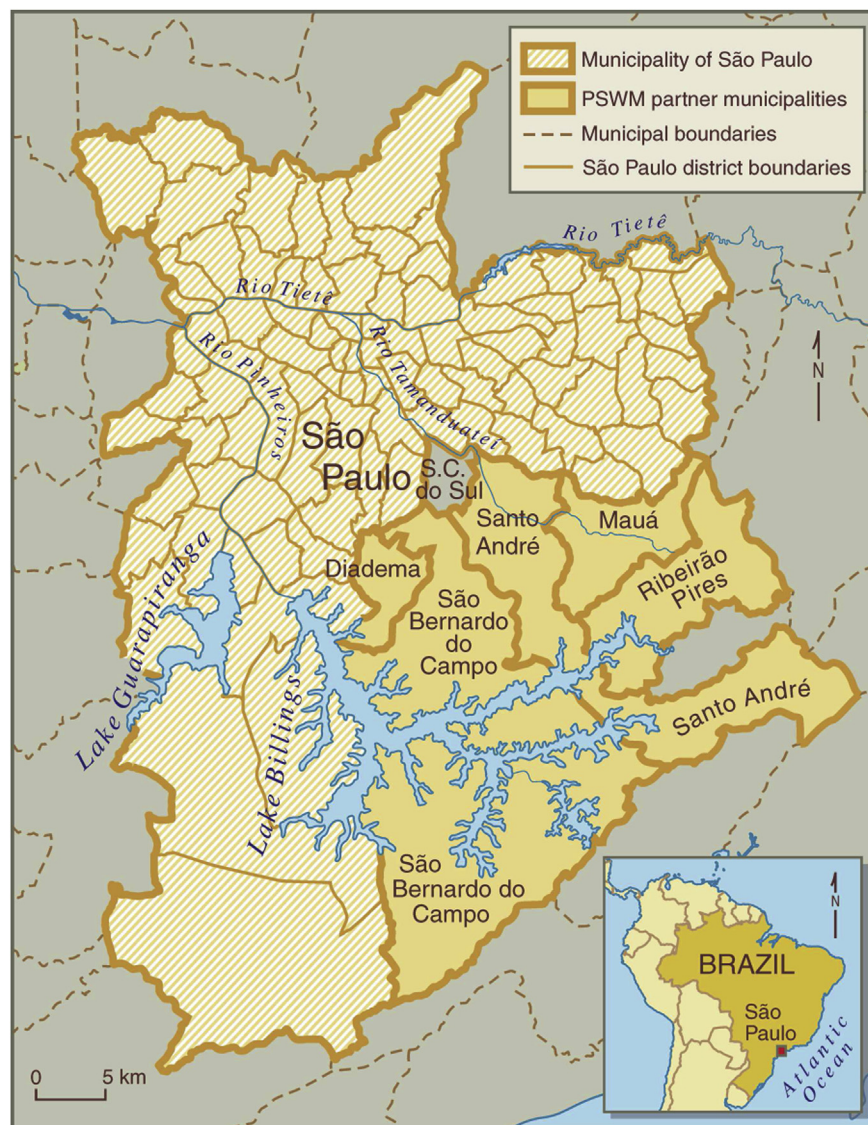 Municipality of São Paulo
PSWM partner municipalities
Municipal boundaries
São Paulo district boundaries
Rio Tietê
Rio Tietê
Rio Pinheiros
Rio Tamanduateí
N
São
Paulo
S.C.
do Sul
Santo
André
Mauá
Diadema
Ribeirão
Pires
São
Bernardo
do
Campo
Lake Guarapiranga
Santo André
Lake Billings
São
Bernardo do
Campo
0 5 km
N
BRAZIL
São
Paulo
Atlantic
Ocean